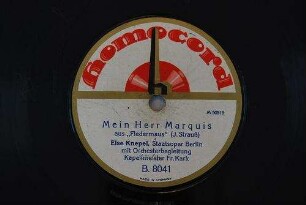 homocord
Mein Herr Marquis
aus „Fledermaus" (J. Strauß)
Else Knepel, Staatsoper Berlin
mit Orchesterbegleitung
Kapellmeister Fr. Kark
B. 8041